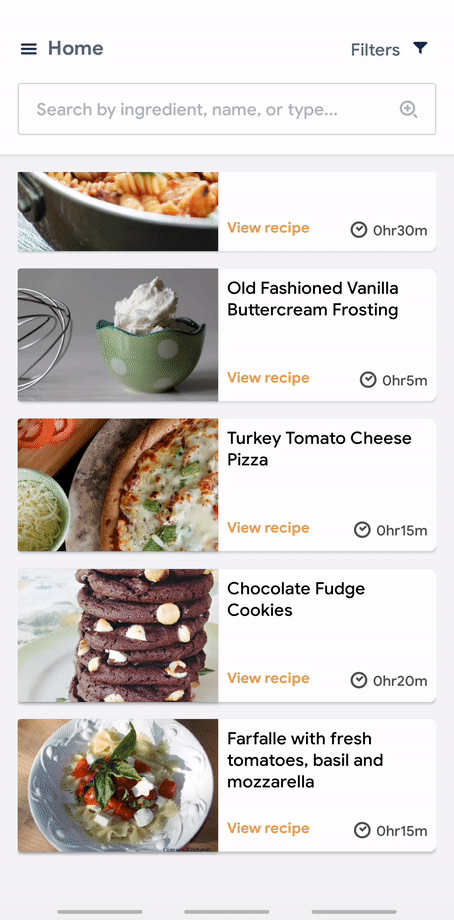 Home
Filters
Search by ingredient, name, or type...
View recipe
0hr30m
Old Fashioned Vanilla
Buttercream Frosting
View recipe
0hr5m
Turkey Tomato Cheese
Pizza
View recipe
0hr15m
Chocolate Fudge
Cookies
View recipe
0hr20m
Farfalle with fresh
tomatoes, basil and
mozzarella
View recipe
0hr15m